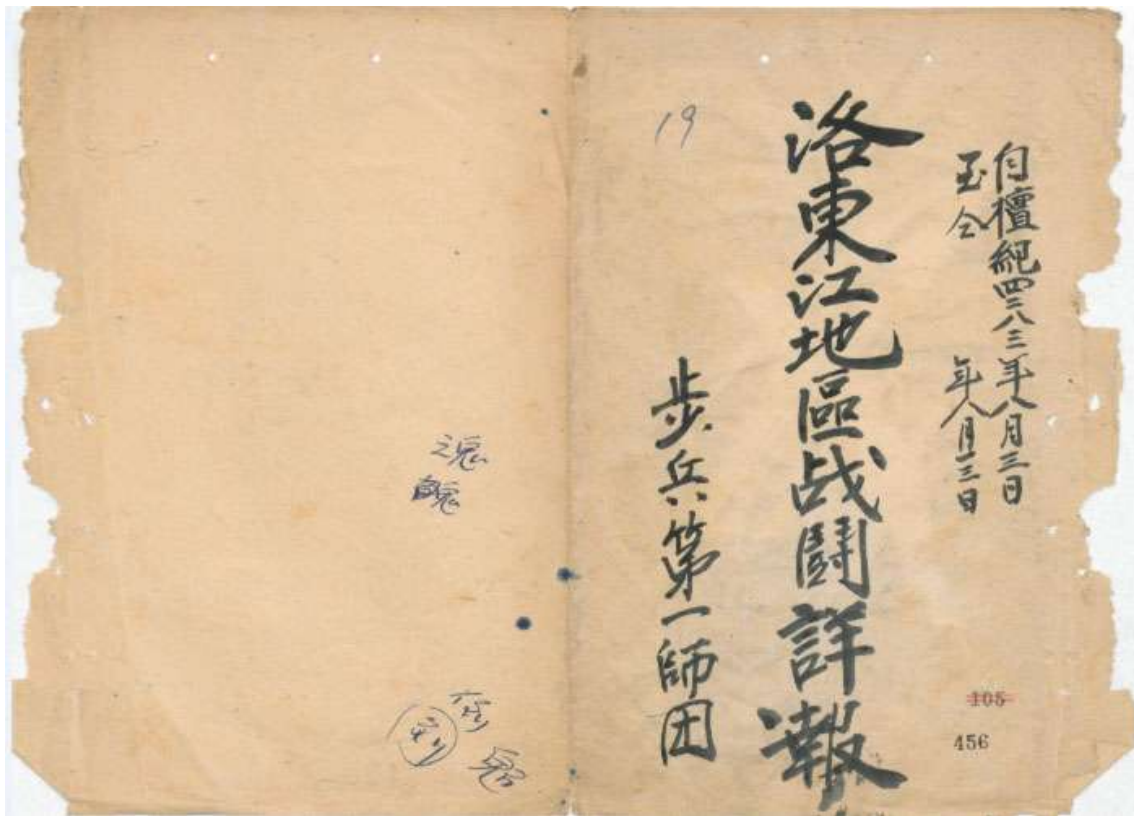 自檀紀四二八三年八月三日
至仝 年八月三日
洛東江地區战鬪詳報
19
步兵第一師团
105
456
魂